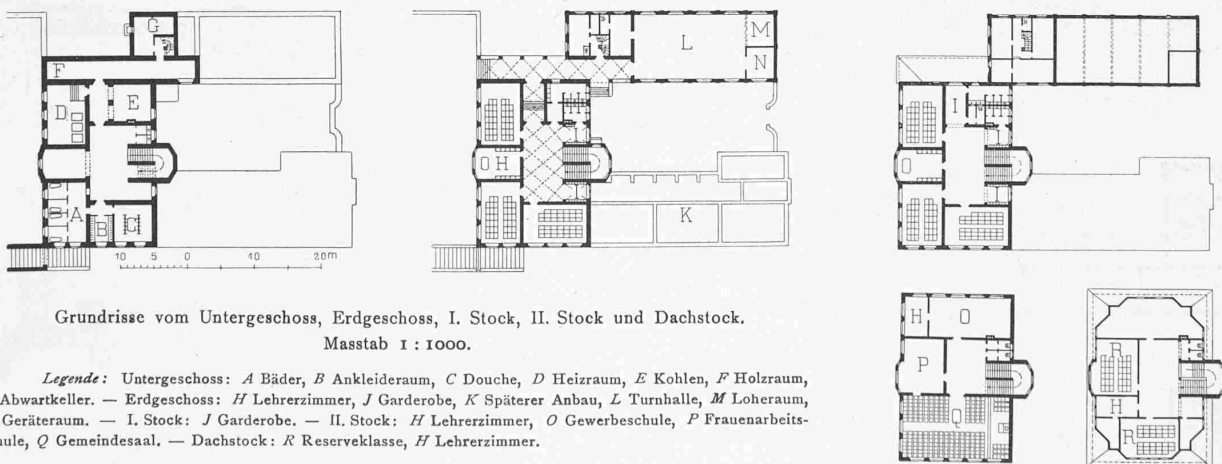 G
F
D
E
A
B
C
10 5 0 10 20m
L
M
N
O H
K
I
O
H O
P
Q
R
H
R
Grundrisse vom Untergeschoss, Erdgeschoss, I. Stock, II. Stock und Dachstock.
Masstab 1 : 1000.
Legende: Untergeschoss: A Bäder, B Ankleideraum, C Douche, D Heizraum, E Kohlen, F Holzraum,
Abwartkeller. — Erdgeschoss: H Lehrerzimmer, J Garderobe, K Späterer Anbau, L Turnhalle, M Loheraum,
Geräteraum. — I. Stock: J Garderobe. — II. Stock: H Lehrerzimmer, O Gewerbeschule, P Frauenarbeits-
hule, Q Gemeindesaal. — Dachstock: R Reserveklasse, H Lehrerzimmer.